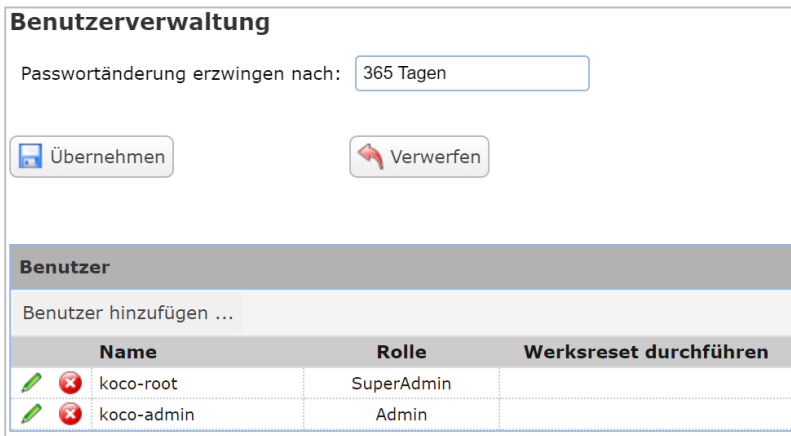 Benutzerverwaltung
Passwortänderung erzwingen nach: 365 Tagen
Übernehmen Verwerfen
Benutzer
Benutzer hinzufügen ...
Name Rolle Werksreset durchführen
koco-root SuperAdmin
koco-admin Admin